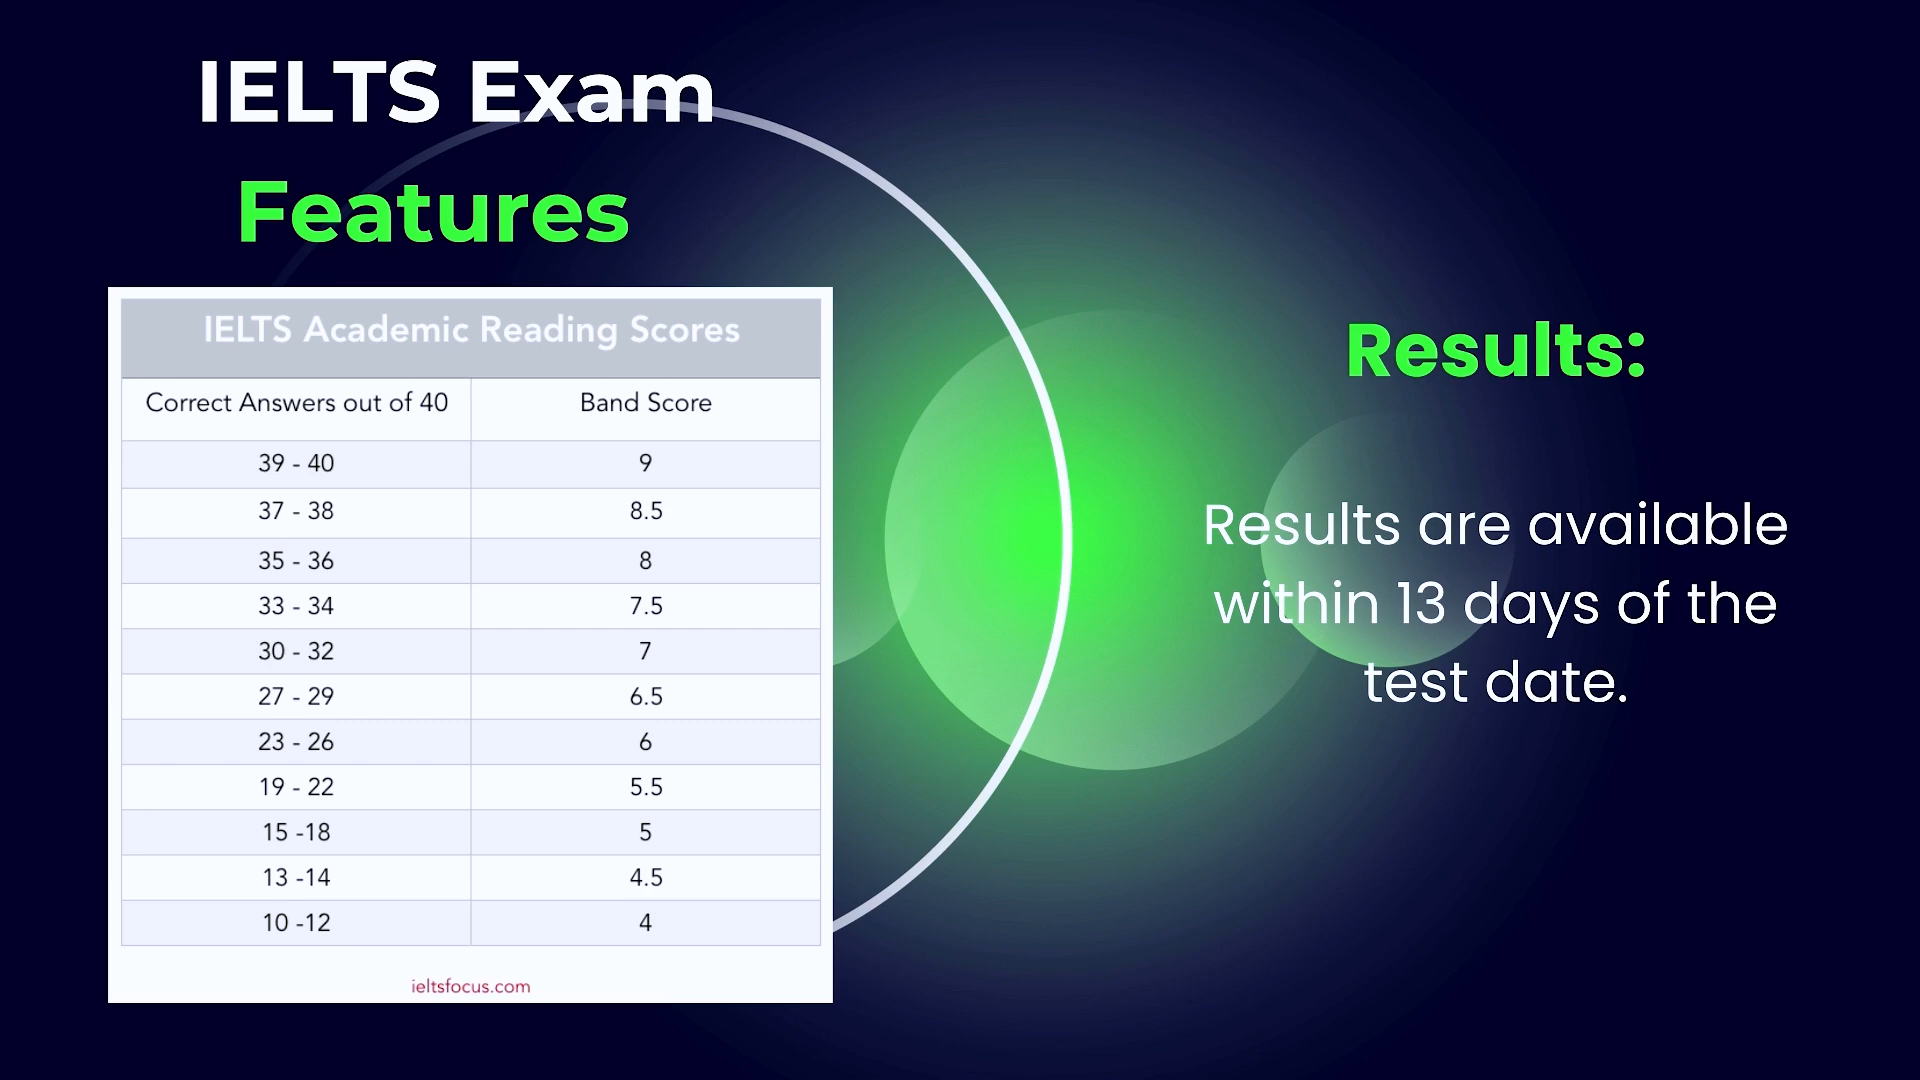 IELTS Exam
Features
IELTS Academic Reading Scores
Correct Answers out of 40 Band Score
39 - 40 9
37 - 38 8.5
35 - 36 8
33 - 34 7.5
30 - 32 7
27 - 29 6.5
23 - 26 6
19 - 22 5.5
15 -18 5
13 -14 4.5
10 -12 4
ieltsfocus.com
Results:
Results are available
within 13 days of the
test date.